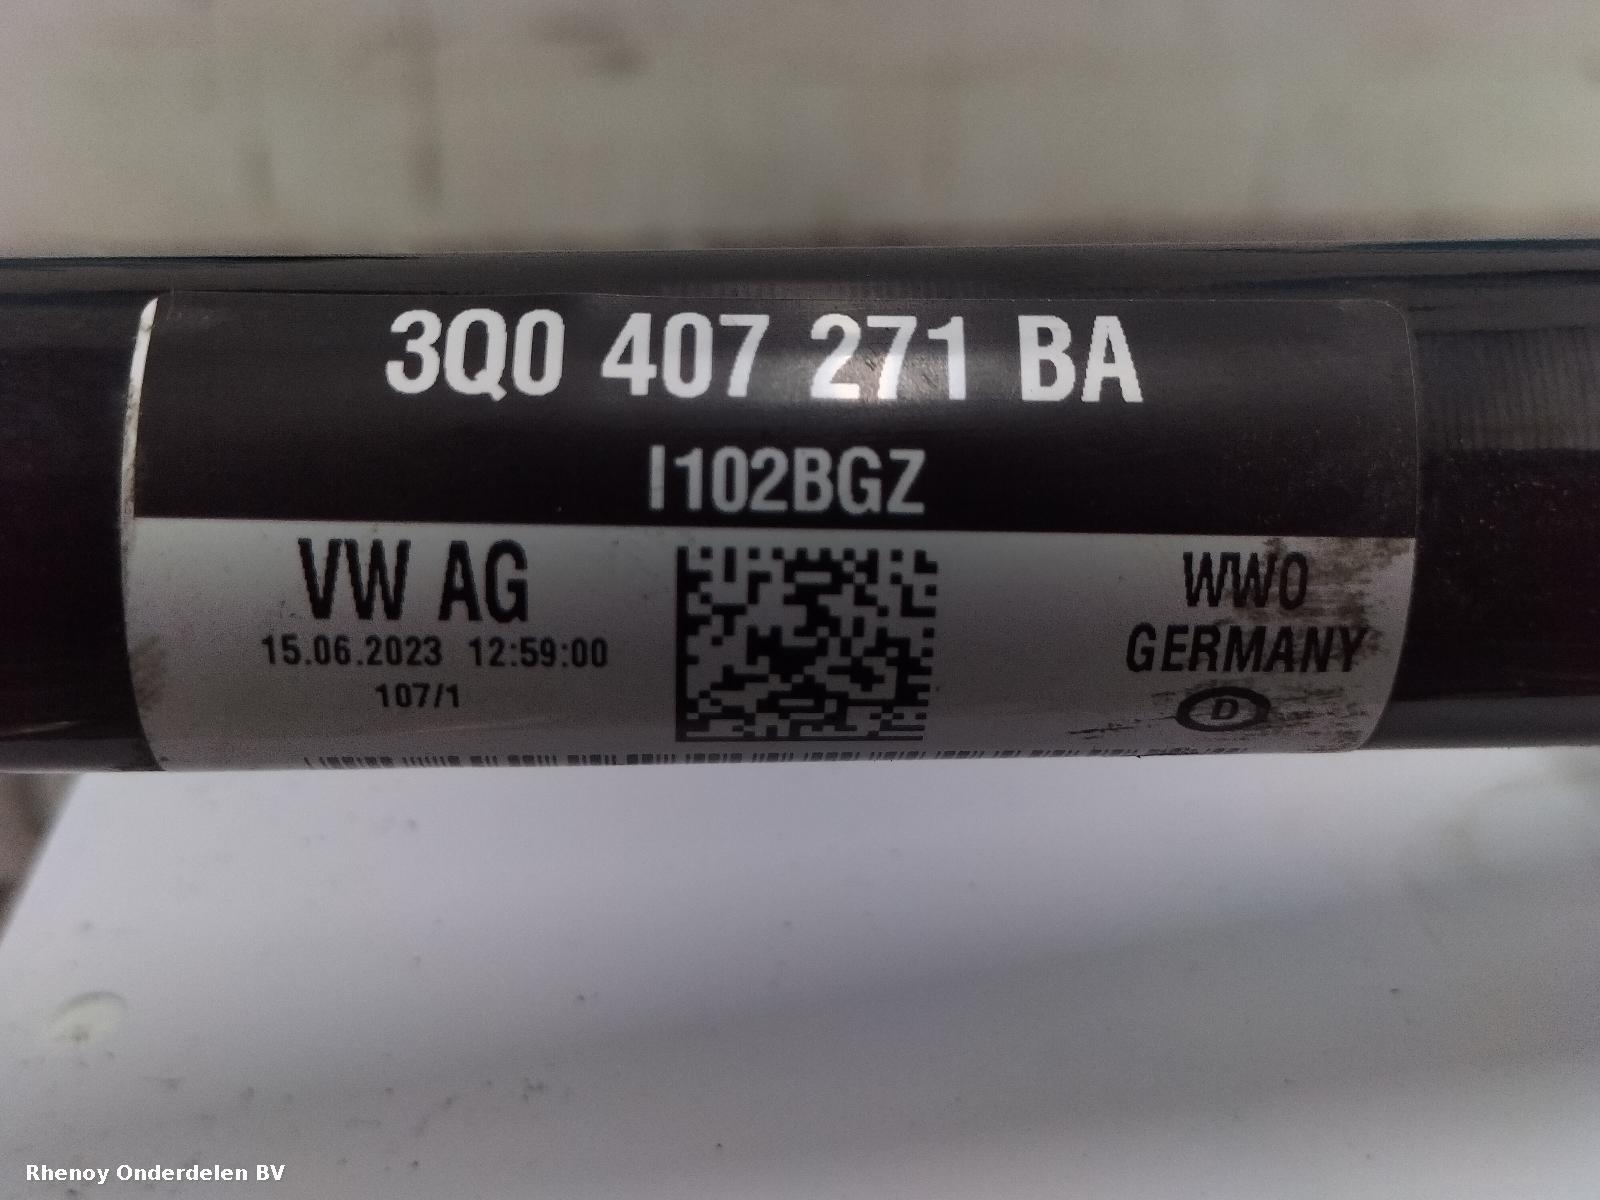 3Q0 407 271 BA
I102BGZ
VW AG
15.06.2023 12:59:00
107/1
WWO
GERMANY
D
Rhenoy Onderdelen BV